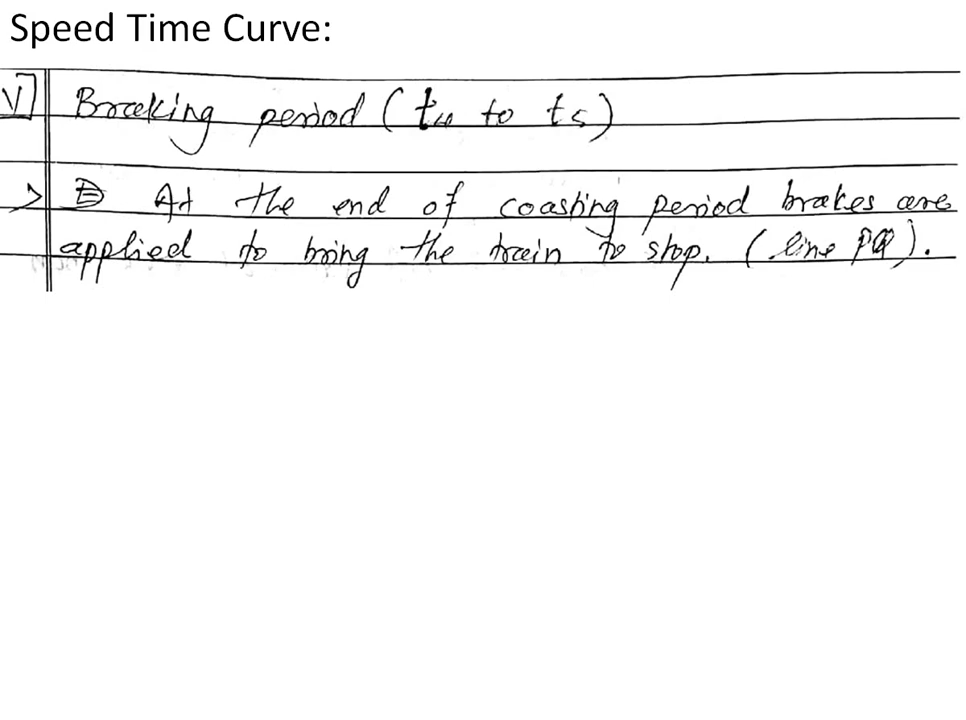 Speed Time Curve:
V] Braking period (t4 to t5)
> At the end of coasting period brakes are
applied to bring the train to stop. (line PQ).